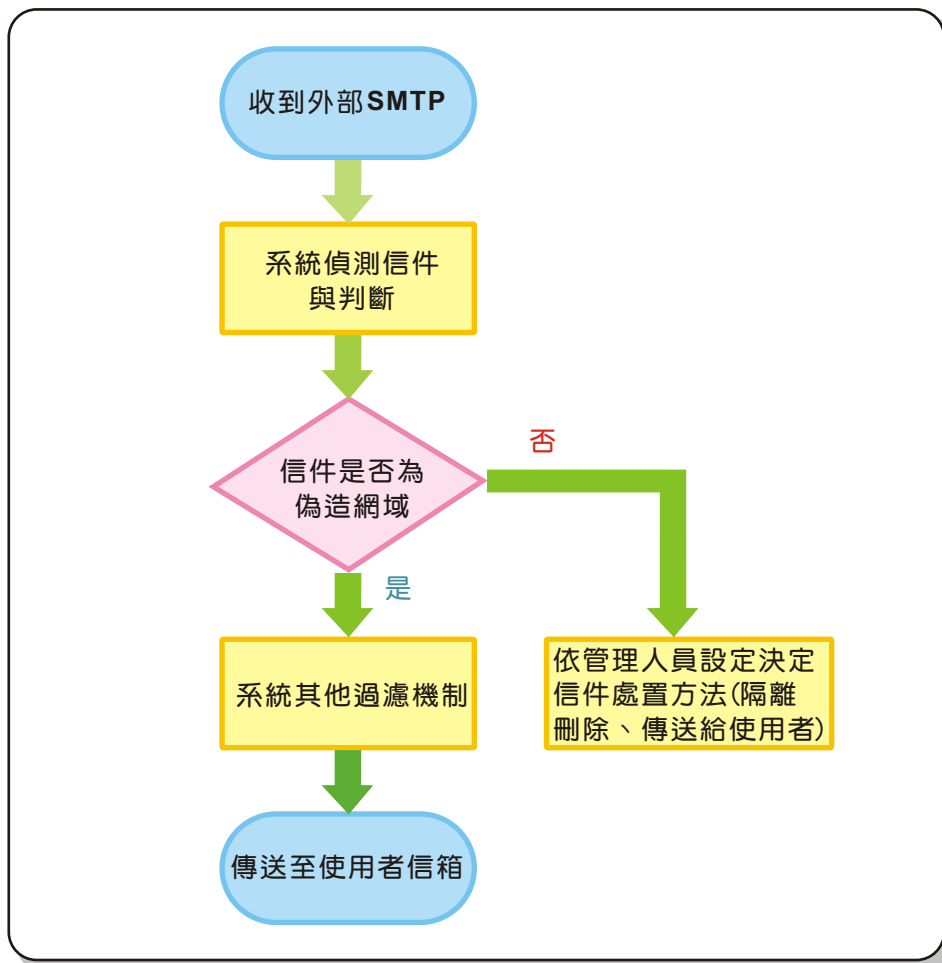 收到外部SMTP
系統偵測信件
與判斷
信件是否為
偽造網域
否
是
系統其他過濾機制
依管理人員設定決定
信件處置方法(隔離
刪除、傳送給使用者)
傳送至使用者信箱